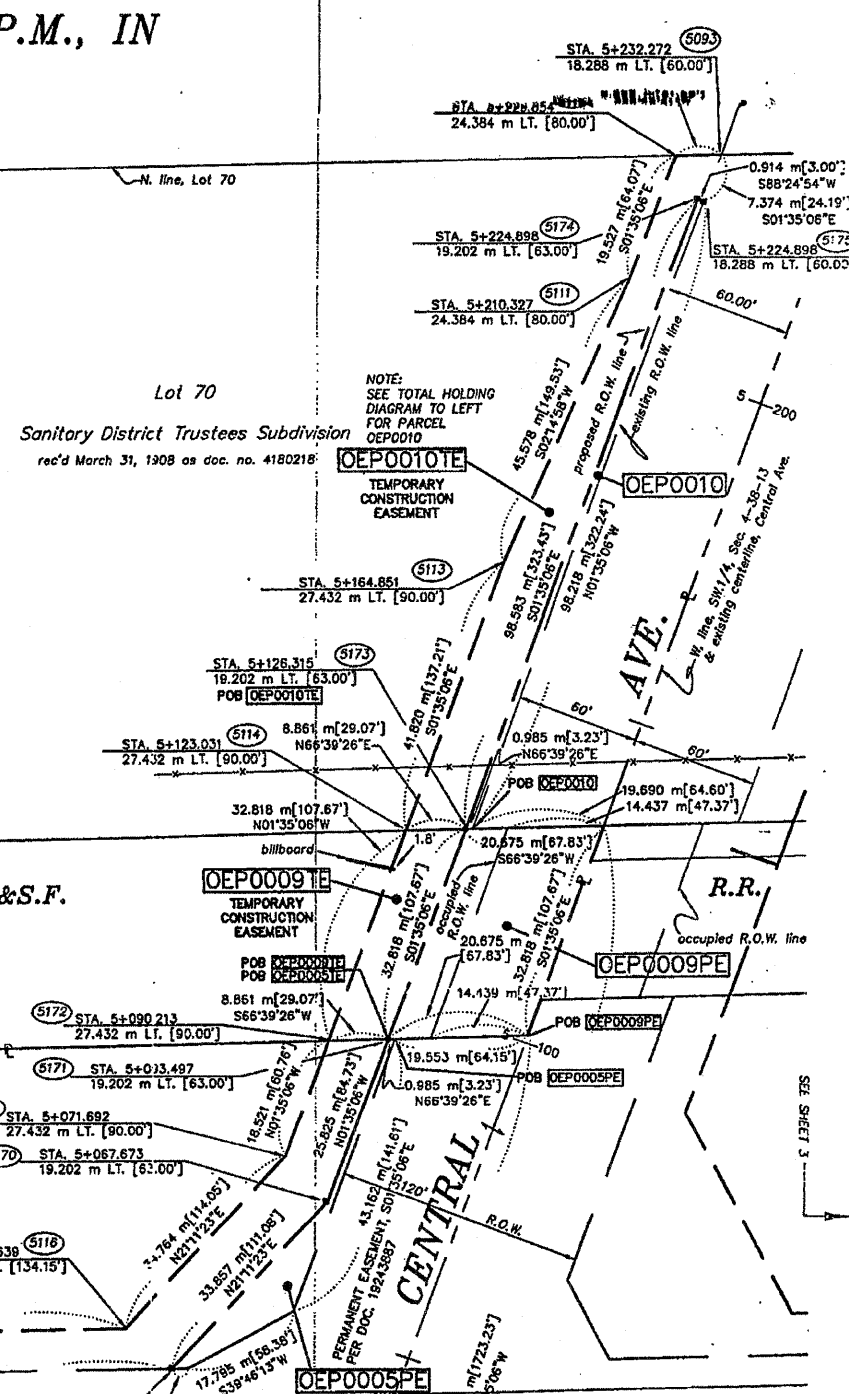 P.M., IN
STA. 5+232.272 5093
18.288 m LT. [60.00']
24.384 m LT. [80.00']
N. line, Lot 70
0.914 m[3.00']
S88°24'54"W
7.374 m[24.19']
S01°35'06"E
19.527 m[64.07']
S01°35'06"E
STA. 5+224.898 5174
19.202 m LT. [63.00']
STA. 5+224.898 5175
18.288 m LT. [60.00
60.00'
STA. 5+210.327 5111
24.384 m LT. [80.00']
Lot 70
Sanitary District Trustees Subdivision
rec'd March 31, 1908 as doc. no. 4180218
NOTE:
SEE TOTAL HOLDING
DIAGRAM TO LEFT
FOR PARCEL
OEP0010
OEP0010TE
TEMPORARY
CONSTRUCTION
EASEMENT
45.578 m[149.53']
S02°14'58"W
proposed R.O.W. line
existing R.O.W. line
5
200
OEP0010
98.583 m[323.43']
S01°35'06"E
98.218 m[322.24']
N01°35'06"W
W. line, SW.1/4, Sec. 4-38-13
& existing centerline, Central Ave.
STA. 5+164.851 5113
27.432 m LT. [90.00']
STA. 5+126.315 5173
19.202 m LT. [63.00']
POB OEP0010TE
41.820 m[137.21']
S01°35'06"E
AVE.
60'
60'
STA. 5+123.031 5114
27.432 m LT. [90.00']
8.861 m[29.07']
N66°39'26"E
0.985 m[3.23']
N66°39'26"E
POB OEP0010
19.690 m[64.60']
14.437 m[47.37']
32.818 m[107.67']
N01°35'06"W
1.8'
billboard
20.675 m[67.83']
S66°39'26"W
&S.F.
OEP0009TE
TEMPORARY
CONSTRUCTION
EASEMENT
32.818 m[107.67']
S01°35'06"E
occupied
R.O.W. line
32.818 m[107.67']
S01°35'06"E
R.R.
occupied R.O.W. line
20.675 m
[67.83']
OEP0009PE
POB OEP0009TE
POB OEP0005TE
8.861 m[29.07']
S66°39'26"W
14.439 m[47.37']
POB OEP0009PE
5172 STA. 5+090.213
27.432 m LT. [90.00']
100
19.553 m[64.15']
POB OEP0005PE
5171
19.202 m LT. [63.00']
0.985 m[3.23']
N66°39'26"E
18.521 m[60.76']
N01°35'06"W
25.825 m[84.73']
N01°35'06"W
STA. 5+071.692
27.432 m LT. [90.00']
70 STA. 5+067.673
19.202 m LT. [63.00']
SEE SHEET 3
43.162 m[141.61']
PERMANENT EASEMENT, S01°35'06"E
PER DOC. 19243887
120'
R.O.W.
CENTRAL
N21°11'23"E
33.857 m[111.08']
N21°11'23"E
639 5116
[134.15']
17.795 m[58.38']
S39°46'13"W
OEP0005PE
m[1723.23']
5'06"W